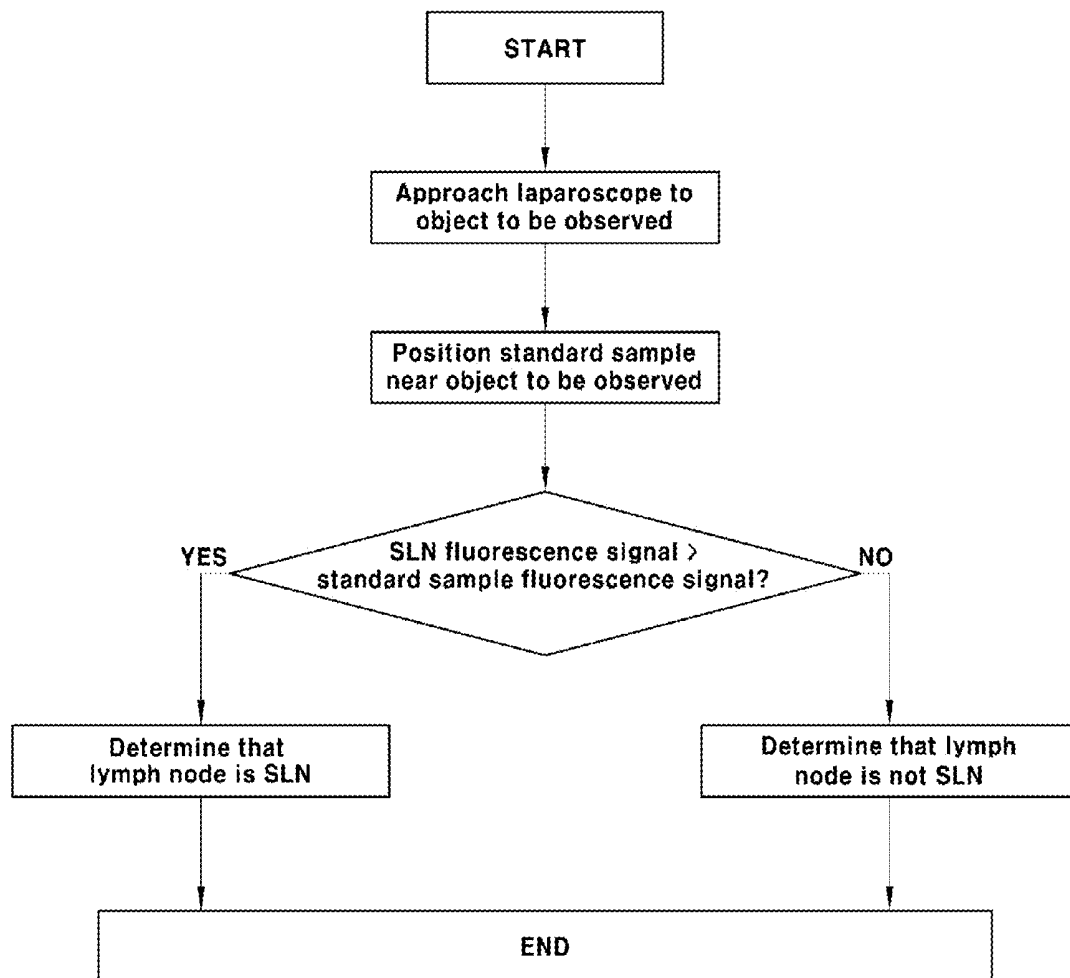 START
Approach laparoscope to
object to be observed
Position standard sample
near object to be observed
YES
SLN fluorescence signal >
standard sample fluorescence signal?
NO
Determine that
lymph node is SLN
Determine that lymph
node is not SLN
END